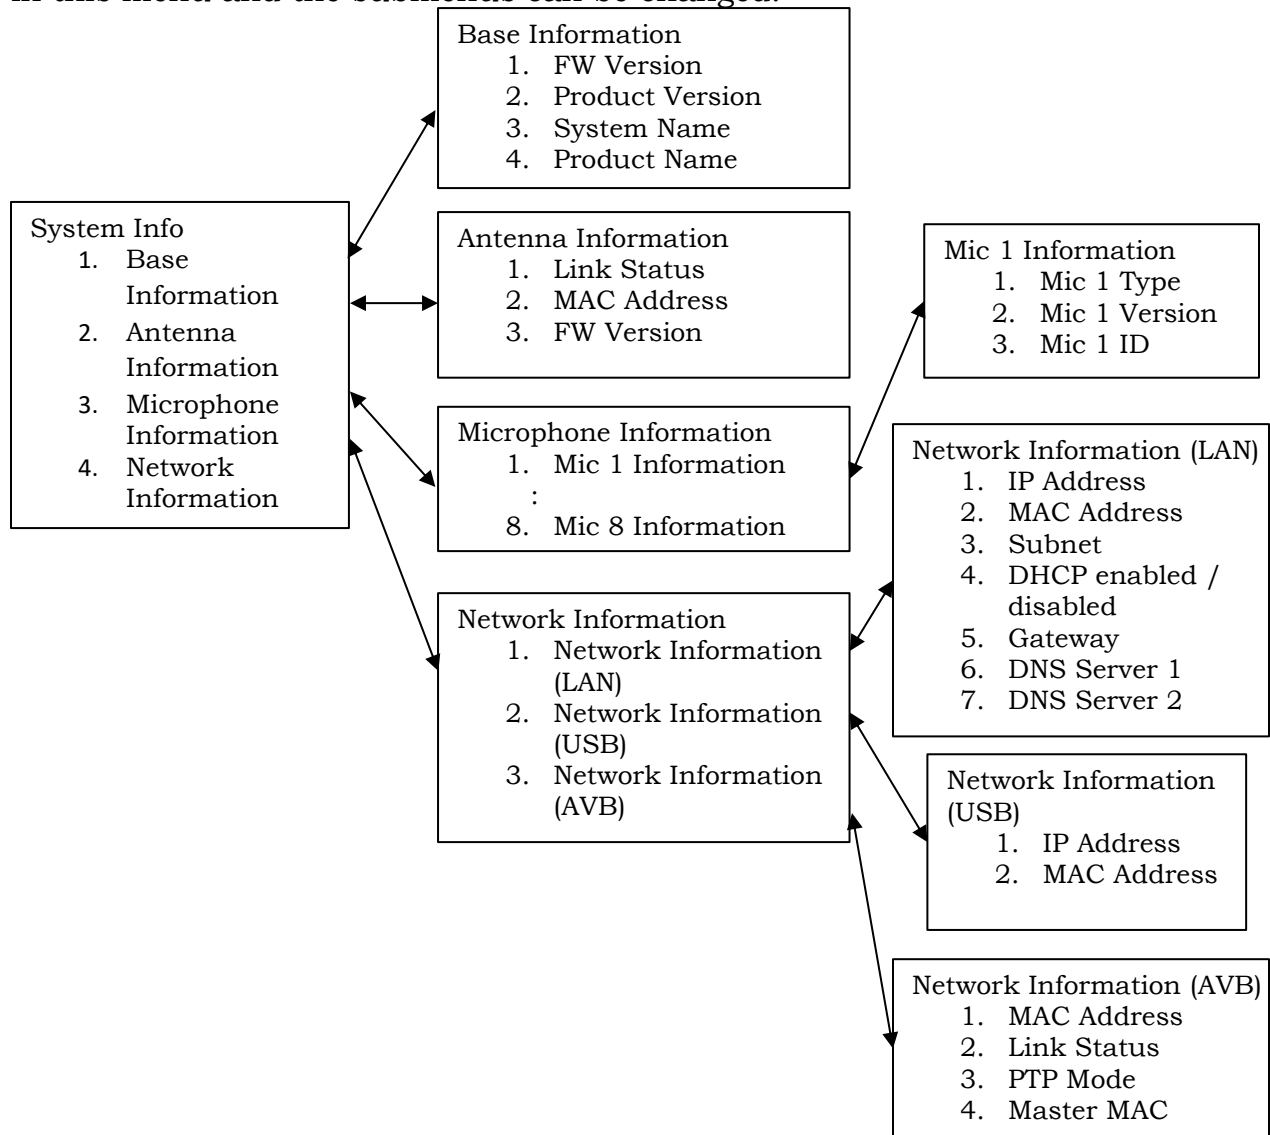 in this menu and the submenus can be changed.
Base Information
1. FW Version
2. Product Version
3. System Name
4. Product Name
System Info
1. Base
Information
2. Antenna
Information
3. Microphone
Information
4. Network
Information
Antenna Information
1. Link Status
2. MAC Address
3. FW Version
Mic 1 Information
1. Mic 1 Type
2. Mic 1 Version
3. Mic 1 ID
Microphone Information
1. Mic 1 Information
:
8. Mic 8 Information
Network Information (LAN)
1. IP Address
2. MAC Address
3. Subnet
4. DHCP enabled /
disabled
5. Gateway
6. DNS Server 1
7. DNS Server 2
Network Information
1. Network Information
(LAN)
2. Network Information
(USB)
3. Network Information
(AVB)
Network Information
(USB)
1. IP Address
2. MAC Address
Network Information (AVB)
1. MAC Address
2. Link Status
3. PTP Mode
4. Master MAC